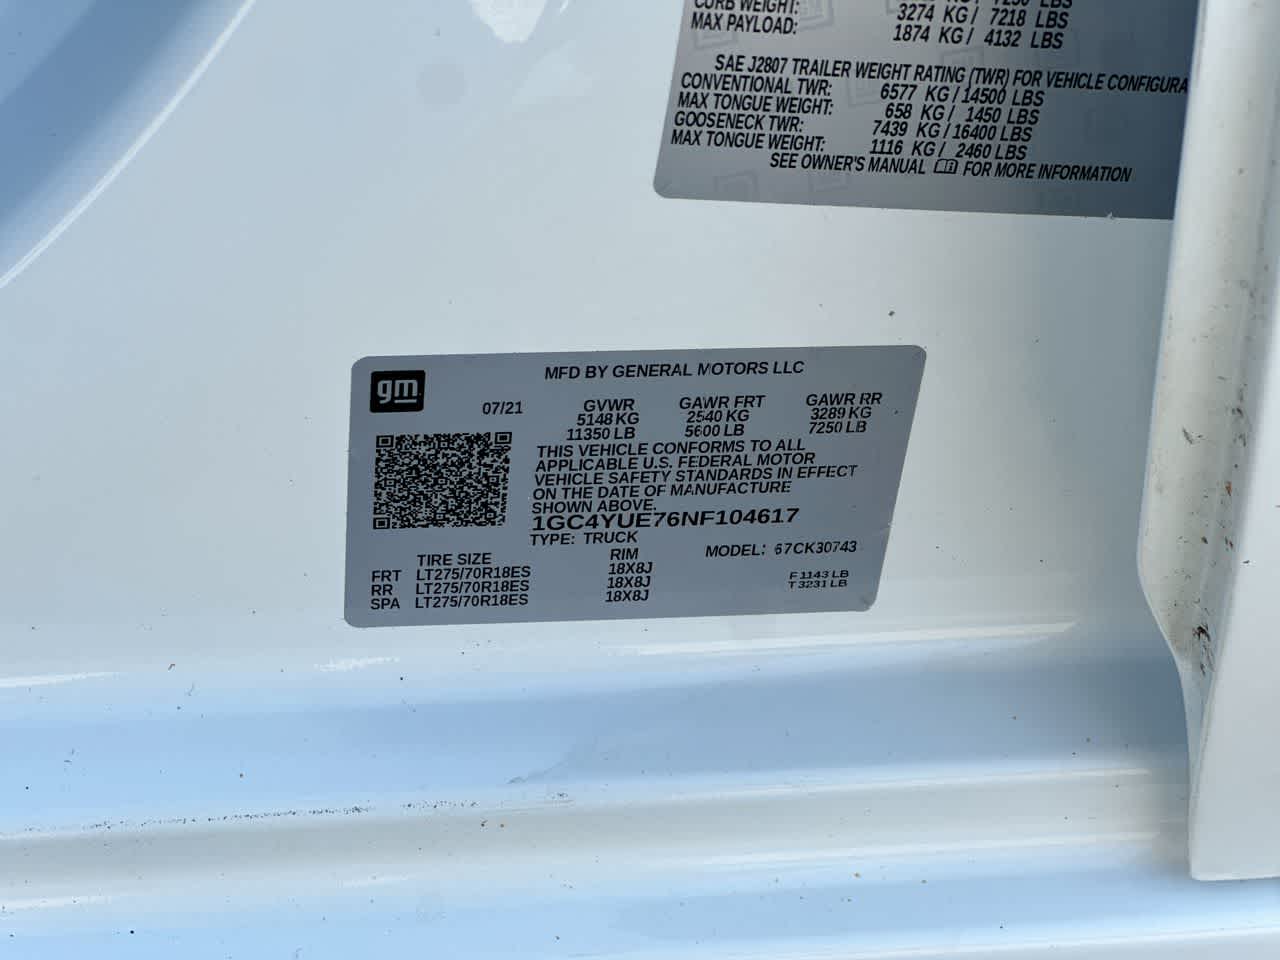 CURB WEIGHT: 3274 KG / 7218 LBS
MAX PAYLOAD: 1874 KG / 4132 LBS
SAE J2807 TRAILER WEIGHT RATING (TWR) FOR VEHICLE CONFIGURA
CONVENTIONAL TWR: 6577 KG / 14500 LBS
MAX TONGUE WEIGHT: 658 KG / 1450 LBS
GOOSENECK TWR: 7439 KG / 16400 LBS
MAX TONGUE WEIGHT: 1116 KG / 2460 LBS
SEE OWNER'S MANUAL FOR MORE INFORMATION
gm
MFD BY GENERAL MOTORS LLC
07/21 GVWR GAWR FRT GAWR RR
5148 KG 2540 KG 3289 KG
11350 LB 5600 LB 7250 LB
THIS VEHICLE CONFORMS TO ALL
APPLICABLE U.S. FEDERAL MOTOR
VEHICLE SAFETY STANDARDS IN EFFECT
ON THE DATE OF MANUFACTURE
SHOWN ABOVE.
1GC4YUE76NF104617
TYPE: TRUCK
MODEL: 67CK30743
TIRE SIZE RIM
FRT LT275/70R18ES 18X8J
RR LT275/70R18ES 18X8J
SPA LT275/70R18ES 18X8J
F 1143 LB
T 3231 LB